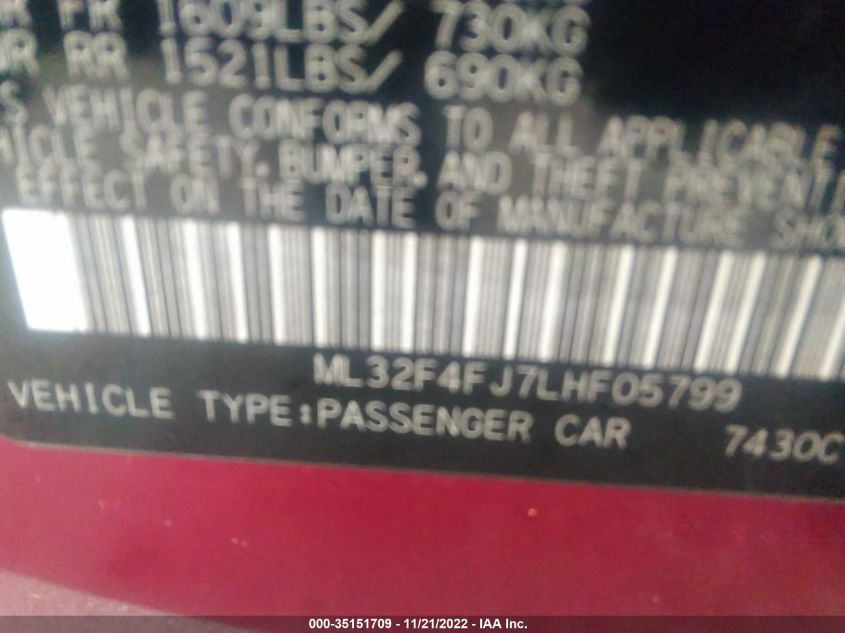 FR 1609LBS/ 730KG
RR 1521LBS/ 690KG
VEHICLE CONFORMS TO ALL APPLICABLE
SAFETY, BUMPER, AND THEFT PREVENTI
EFFECT ON THE DATE OF MANUFACTURE SHO
ML32F4FJ7LHF05799
VEHICLE TYPE:PASSENGER CAR 7430C
000-35151709 - 11/21/2022 - IAA Inc.